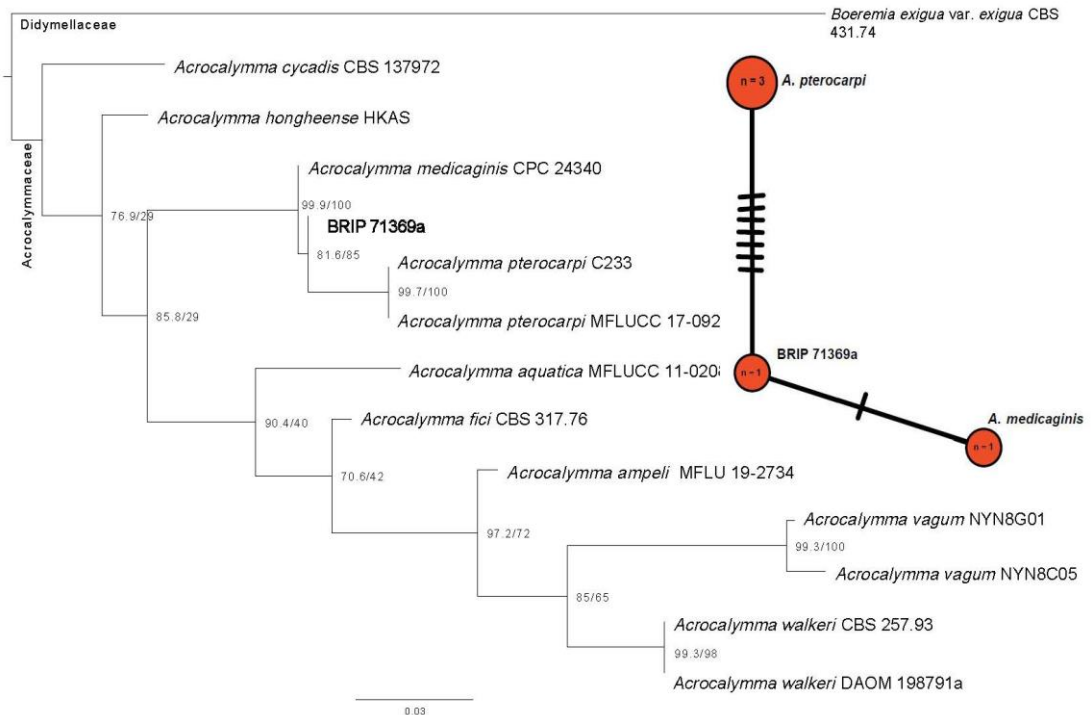 Didymellaceae
Boeremia exigua var. exigua CBS
431.74
Acrocalymma cycadis CBS 137972
n = 3
A. pterocarpi
Acrocalymma hongheense HKAS
Acrocalymmaceae
Acrocalymma medicaginis CPC 24340
99.9/100
76.9/29
BRIP 71369a
81.6/85
Acrocalymma pterocarpi C233
99.7/100
Acrocalymma pterocarpi MFLUCC 17-092
85.8/29
BRIP 71369a
n = 1
Acrocalymma aquatica MFLUCC 11-0208
A. medicaginis
n = 1
90.4/40
Acrocalymma fici CBS 317.76
70.6/42
Acrocalymma ampeli MFLU 19-2734
97.2/72
Acrocalymma vagum NYN8G01
99.3/100
Acrocalymma vagum NYN8C05
85/65
Acrocalymma walkeri CBS 257.93
99.3/98
Acrocalymma walkeri DAOM 198791a
0.03